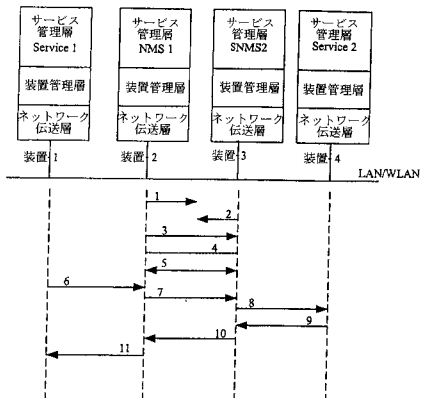 サービス
管理層
Service 1
装置管理層
ネットワーク
伝送層
装置 1
サービス
管理層
NMS 1
装置管理層
ネットワーク
伝送層
装置 2
サービス
管理層
SNMS2
装置管理層
ネットワーク
伝送層
装置 3
サービス
管理層
Service 2
装置管理層
ネットワーク
伝送層
装置 4
LAN/WLAN
1
2
3
4
5
6
7
8
9
10
11